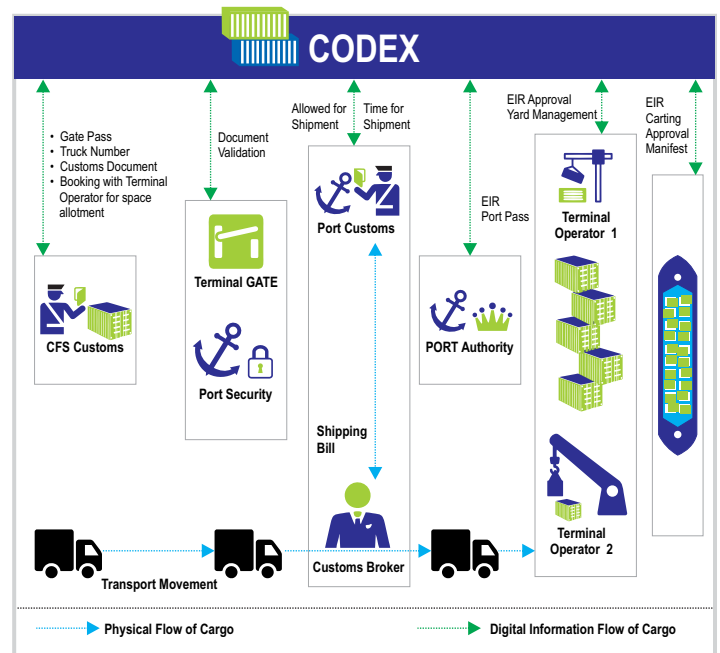 CODEX
• Gate Pass
• Truck Number
• Customs Document
• Booking with Terminal
Operator for space
allotment
CFS Customs
Document
Validation
Terminal GATE
Port Security
Allowed for
Shipment
Time for
Shipment
Port Customs
Shipping
Bill
Customs Broker
EIR
Port Pass
PORT Authority
EIR Approval
Yard Management
Terminal
Operator 1
Terminal
Operator 2
EIR
Carting
Approval
Manifest
Transport Movement
Physical Flow of Cargo
Digital Information Flow of Cargo